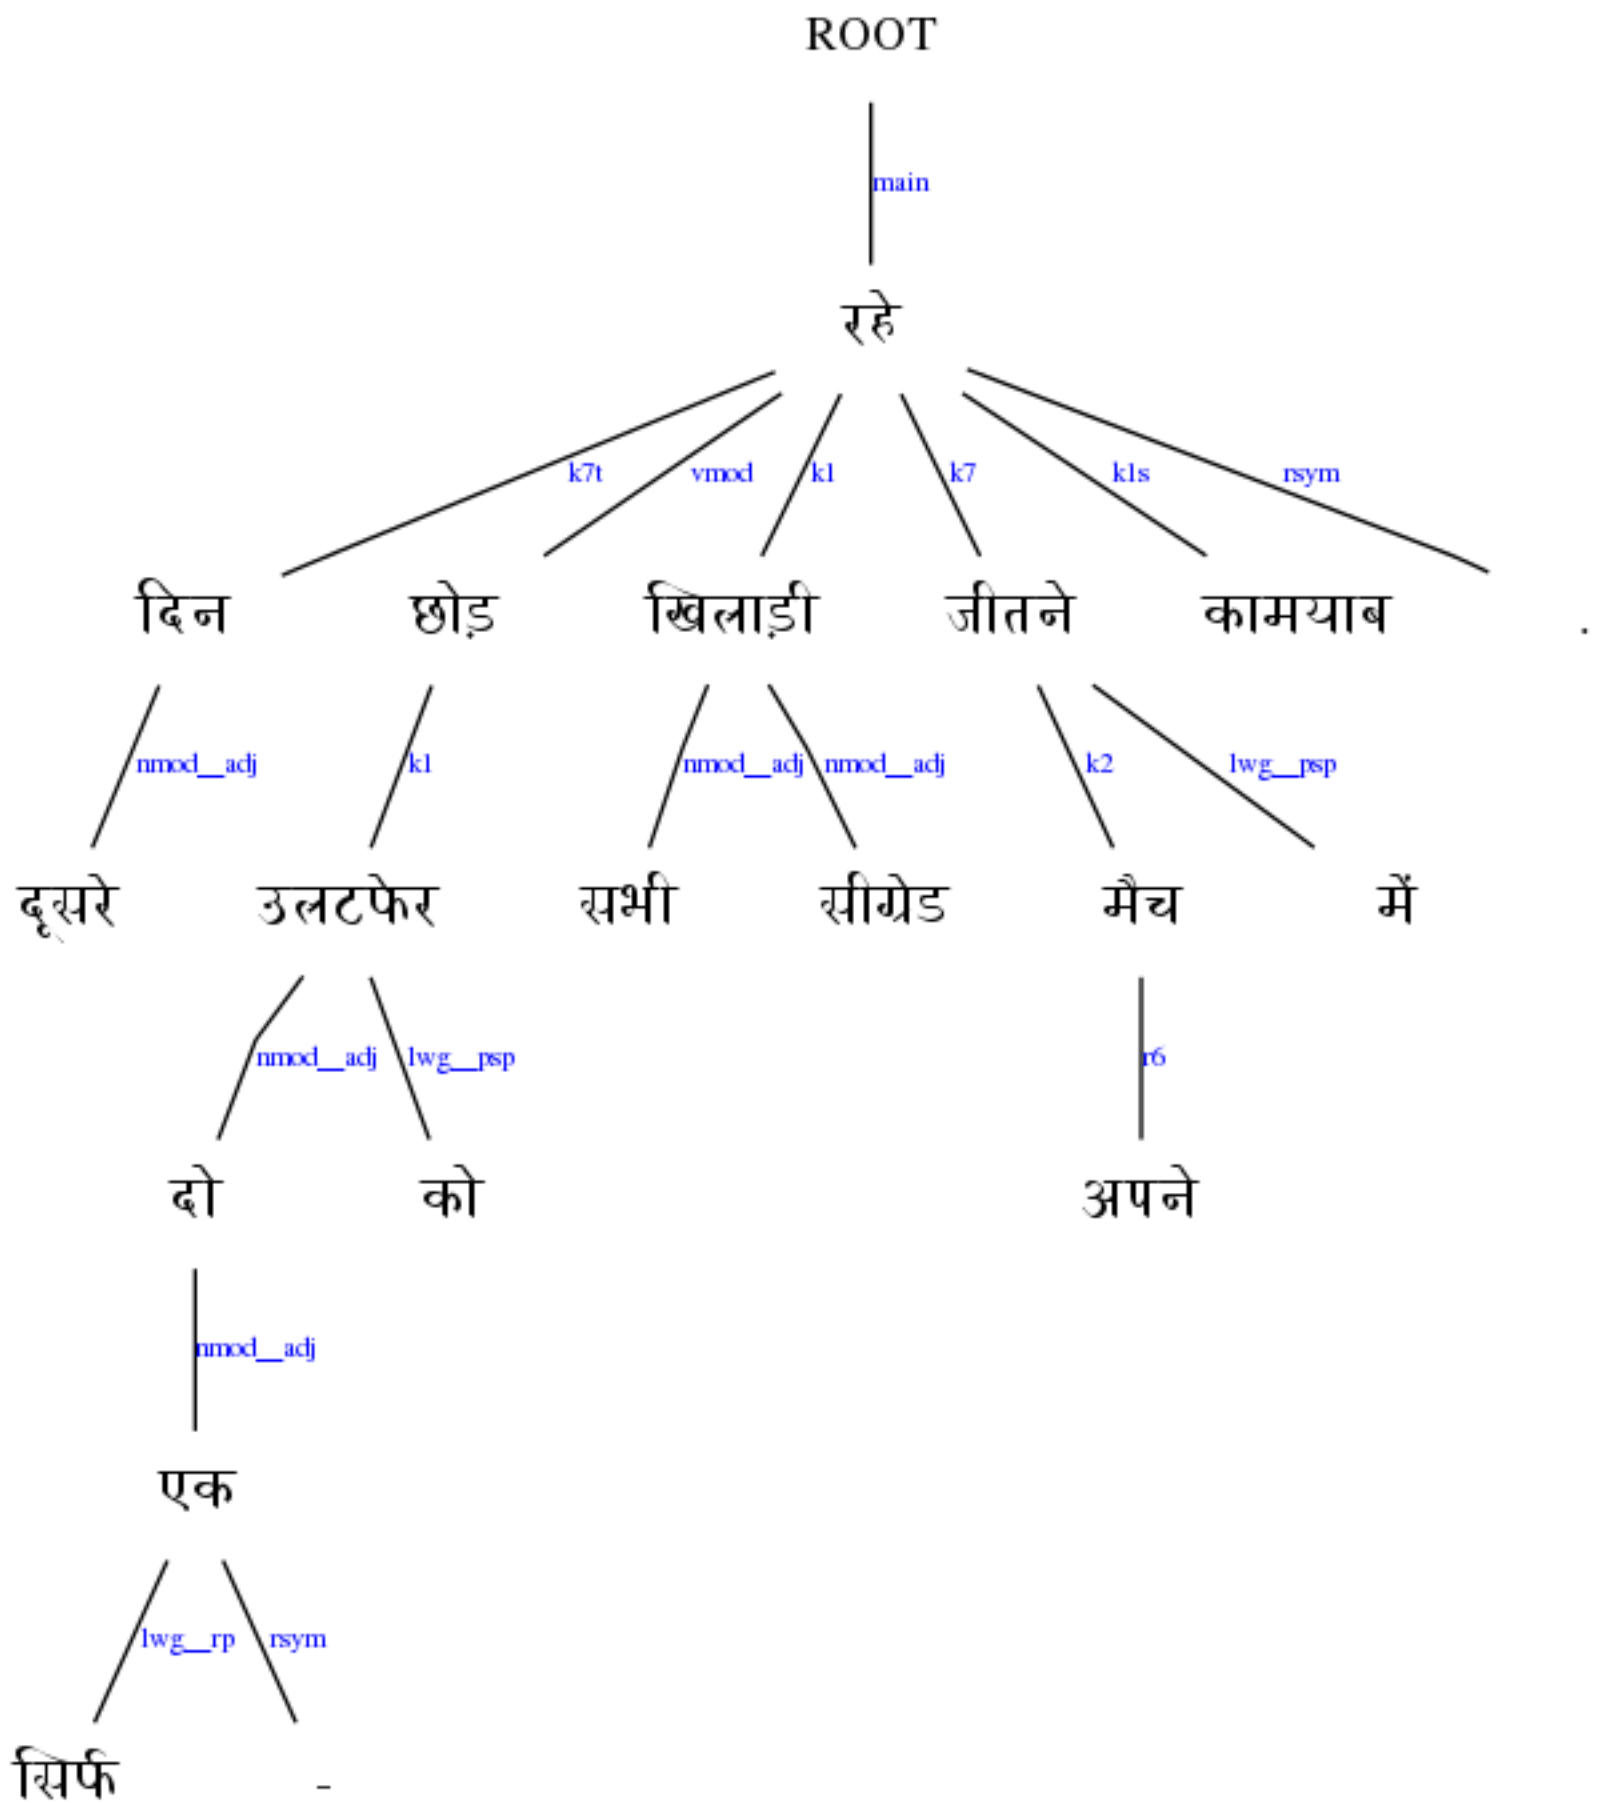 ROOT
main
रहे
k7t vmod k1 k7 k1s rsym
दिन छोड़ खिलाड़ी जीतने कामयाब .
nmod__adj k1 nmod__adj nmod__adj k2 lwg__psp
दूसरे उलटफेर सभी सीग्रेड मैच में
nmod__adj lwg__psp r6
दो को अपने
nmod__adj
एक
lwg__rp rsym
सिर्फ -